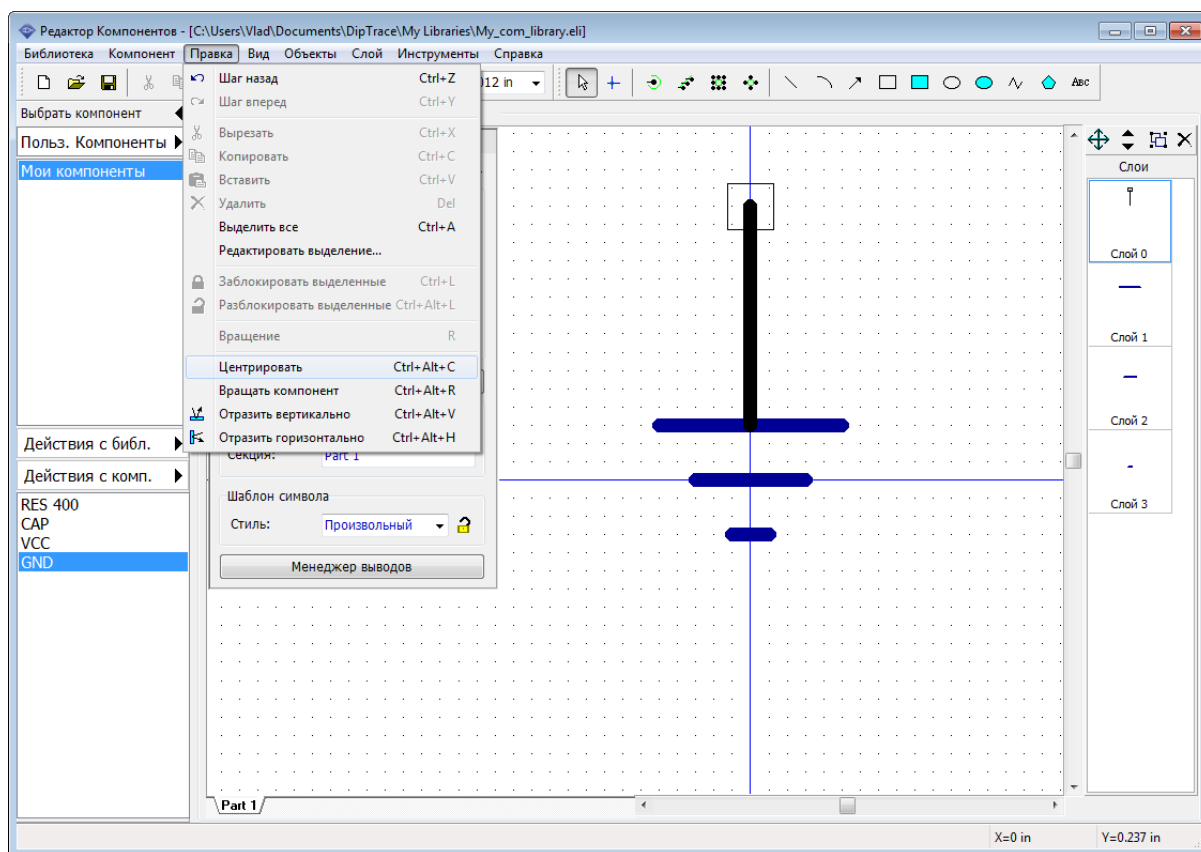 Редактор Компонентов - [C:\Users\Vlad\Documents\DipTrace\My Libraries\My_com_library.eli]
Библиотека Компонент Правка Вид Объекты Слой Инструменты Справка
in
ABC
Выбрать компонент
Польз. Компоненты
Мои компоненты
Шаг назад Ctrl+Z
Шаг вперед Ctrl+Y
Вырезать Ctrl+X
Копировать Ctrl+C
Вставить Ctrl+V
Удалить Del
Выделить все Ctrl+A
Редактировать выделение...
Заблокировать выделенные Ctrl+L
Разблокировать выделенные Ctrl+Alt+L
Вращение R
Центрировать Ctrl+Alt+C
Вращать компонент Ctrl+Alt+R
Отразить вертикально Ctrl+Alt+V
Отразить горизонтально Ctrl+Alt+H
Действия с библ.
Действия с комп.
RES 400
CAP
VCC
GND
Секция: Part 1
Шаблон символа
Стиль: Произвольный
Менеджер выводов
Part 1
Слои
Слой 0
Слой 1
Слой 2
Слой 3
X=0 in Y=0.237 in